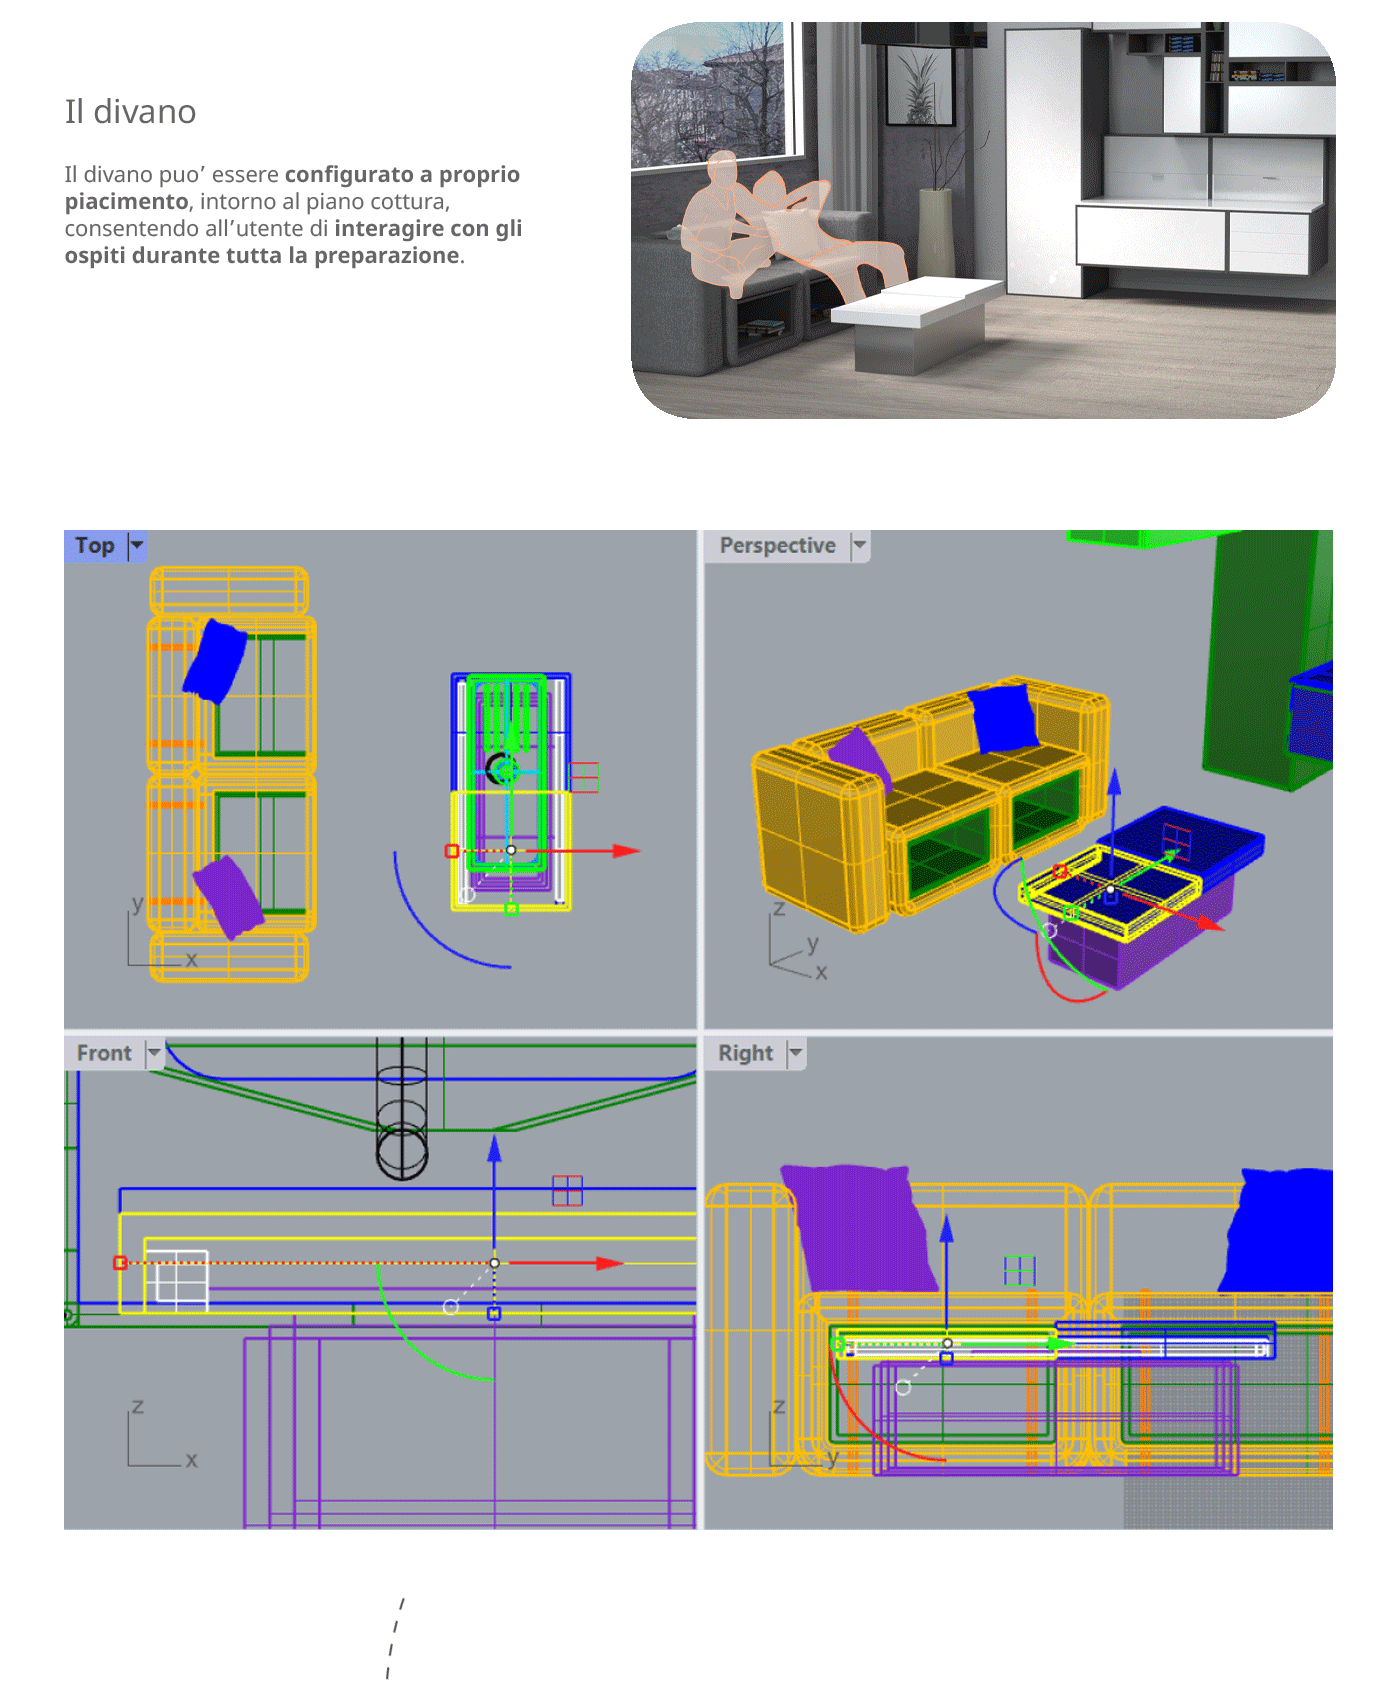 Il divano
Il divano puo’ essere configurato a proprio
piacimento, intorno al piano cottura,
consentendo all’utente di interagire con gli
ospiti durante tutta la preparazione.
Top
Perspective
y
x
z
y
x
Front
Right
z
x
z
y